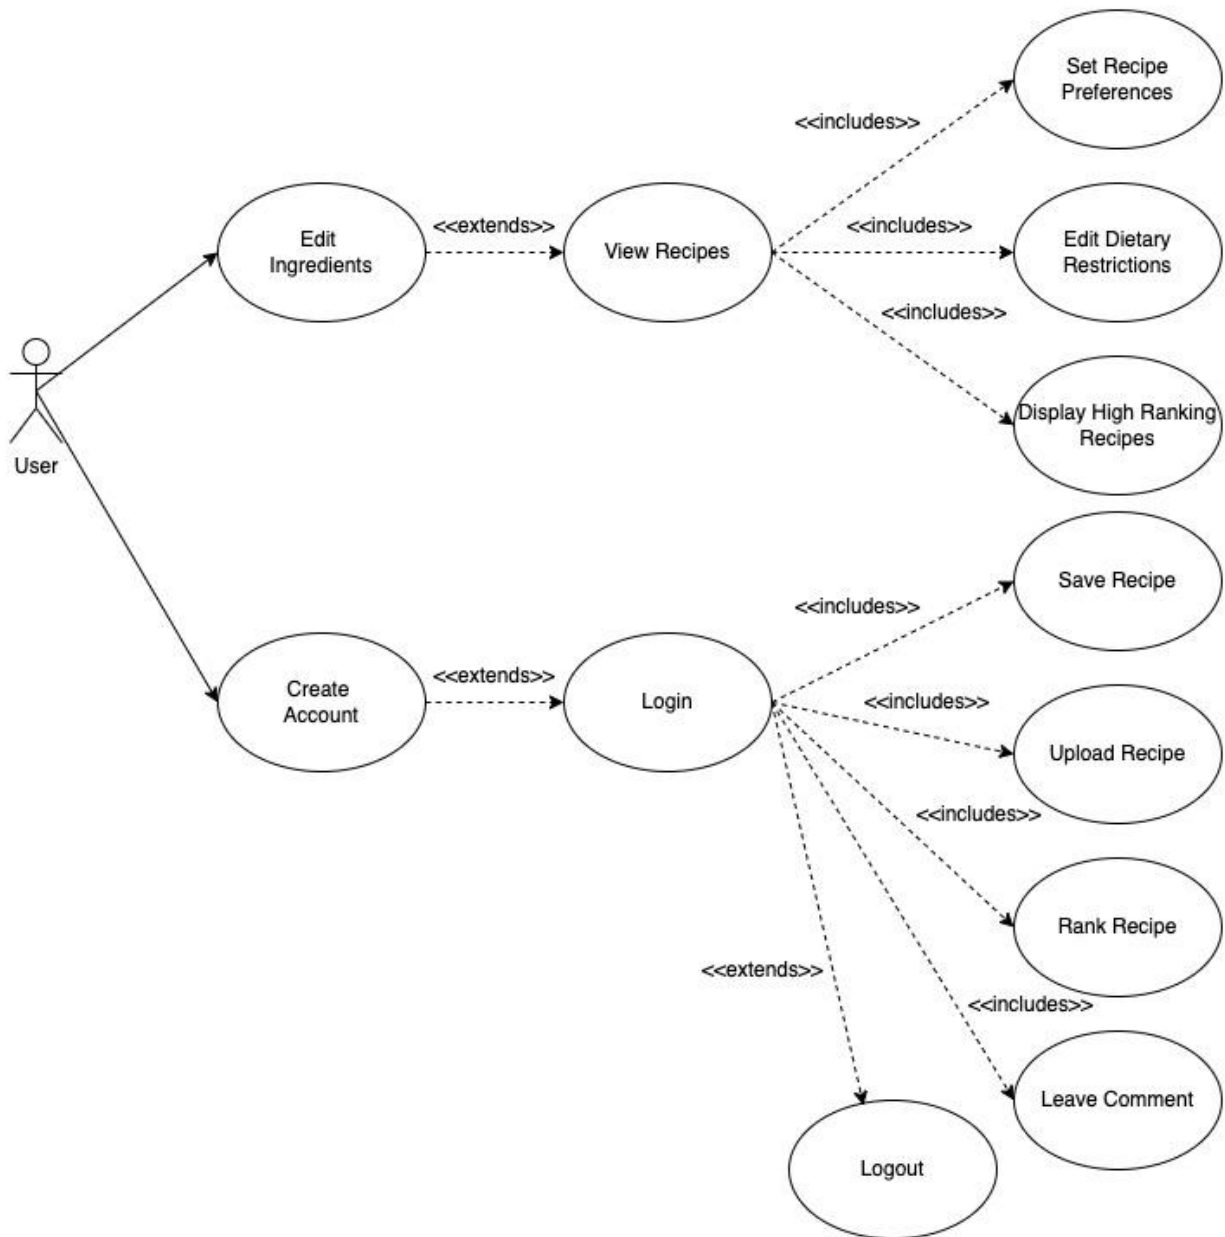 Set Recipe
Preferences
<<includes>>
Edit
Ingredients
<<extends>>
View Recipes
<<includes>>
Edit Dietary
Restrictions
<<includes>>
Display High Ranking
Recipes
User
Save Recipe
<<includes>>
Create
Account
<<extends>>
Login
<<includes>>
Upload Recipe
<<includes>>
Rank Recipe
<<extends>>
<<includes>>
Leave Comment
Logout